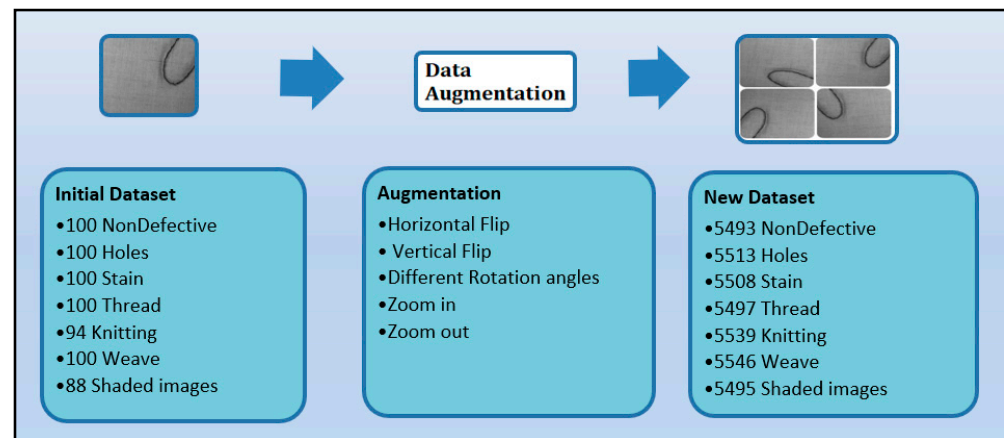 Data
Augmentation
Initial Dataset
•100 NonDefective
•100 Holes
•100 Stain
•100 Thread
•94 Knitting
•100 Weave
•88 Shaded images
Augmentation
•Horizontal Flip
• Vertical Flip
•Different Rotation angles
•Zoom in
•Zoom out
New Dataset
•5493 NonDefective
•5513 Holes
•5508 Stain
•5497 Thread
•5539 Knitting
•5546 Weave
•5495 Shaded images